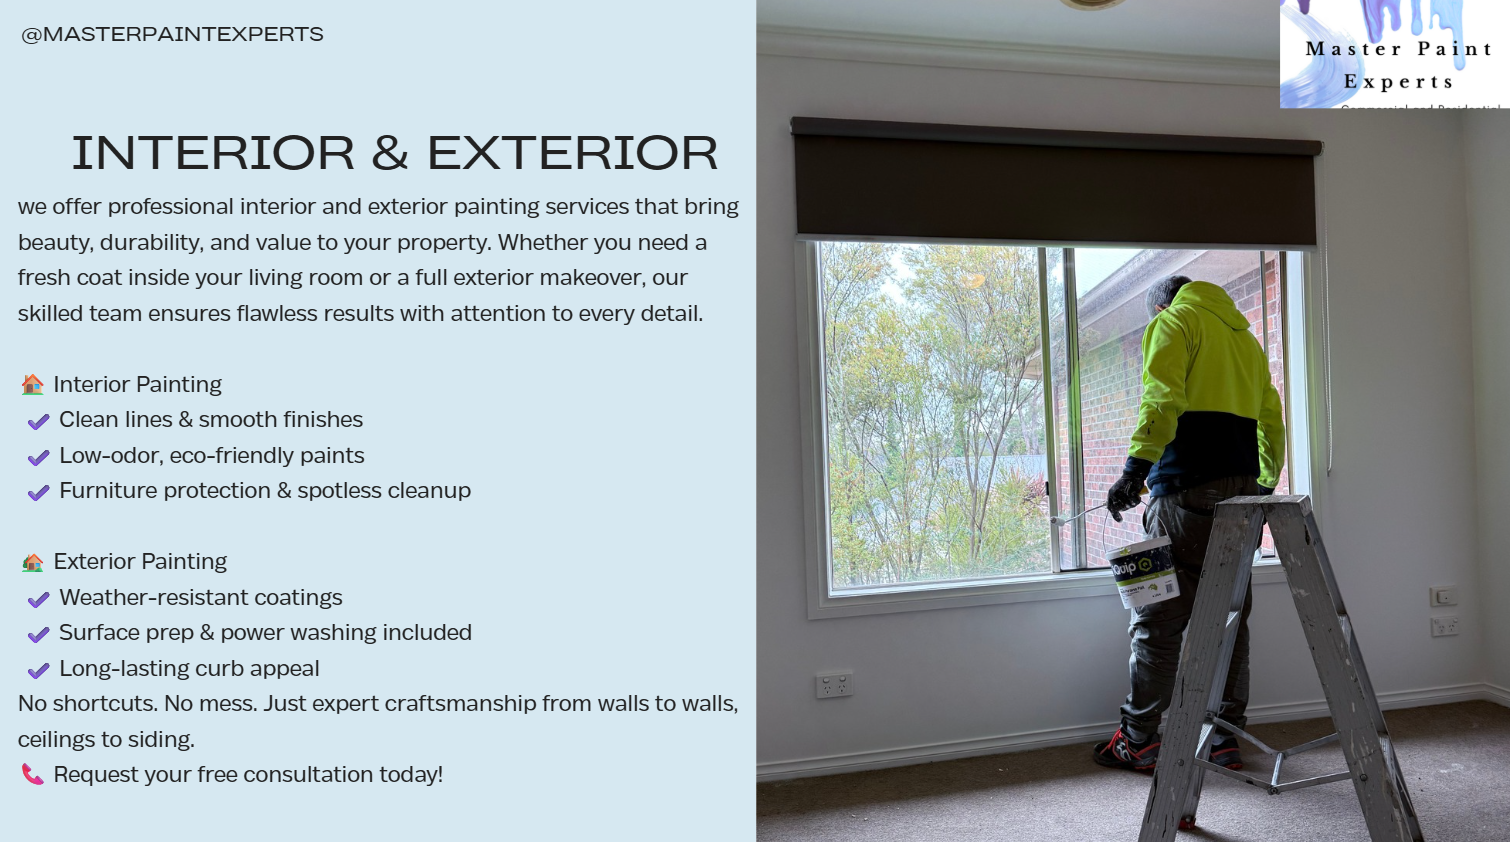 @MASTERPAINTEXPERTS
Master Paint
Experts
Commercial and Residential
INTERIOR & EXTERIOR
we offer professional interior and exterior painting services that bring
beauty, durability, and value to your property. Whether you need a
fresh coat inside your living room or a full exterior makeover, our
skilled team ensures flawless results with attention to every detail.
🏠 Interior Painting
✔ Clean lines & smooth finishes
✔ Low-odor, eco-friendly paints
✔ Furniture protection & spotless cleanup
🏡 Exterior Painting
✔ Weather-resistant coatings
✔ Surface prep & power washing included
✔ Long-lasting curb appeal
No shortcuts. No mess. Just expert craftsmanship from walls to walls,
ceilings to siding.
📞 Request your free consultation today!